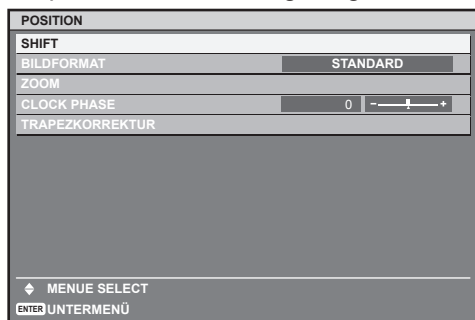 POSITION
SHIFT
BILDFORMAT STANDARD
ZOOM
CLOCK PHASE 0 - +
TRAPEZKORREKTUR
MENUE SELECT
ENTER UNTERMENÜ